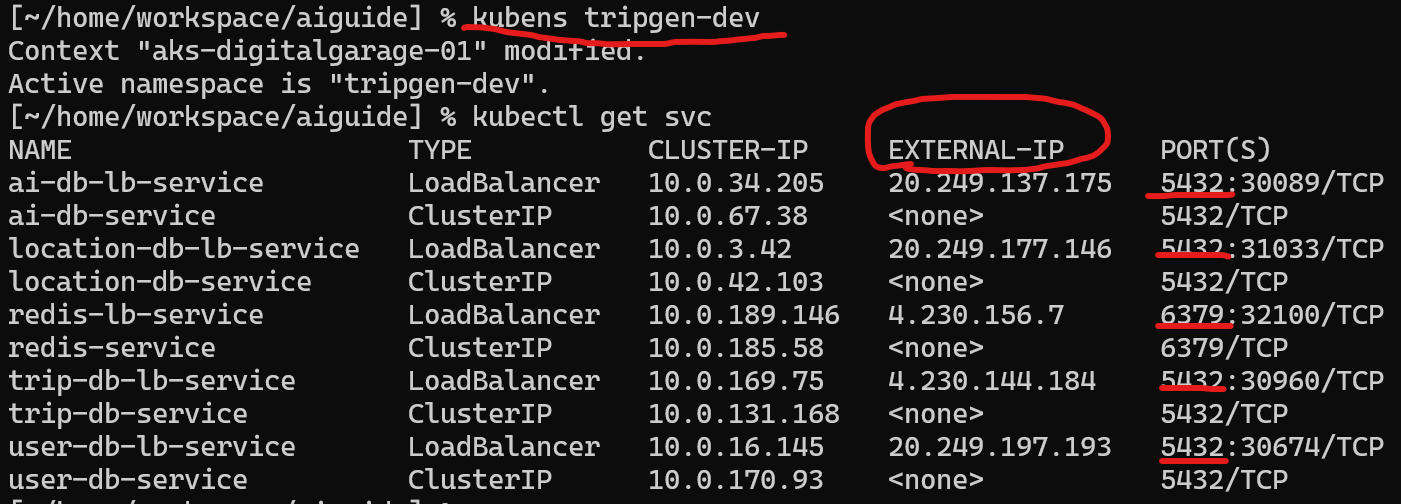 [~/home/workspace/aiguide] % kubens tripgen-dev
Context "aks-digitalgarage-01" modified.
Active namespace is "tripgen-dev".
[~/home/workspace/aiguide] % kubectl get svc
NAME TYPE CLUSTER-IP EXTERNAL-IP PORT(S)
ai-db-lb-service LoadBalancer 10.0.34.205 20.249.137.175 5432:30089/TCP
ai-db-service ClusterIP 10.0.67.38 <none> 5432/TCP
location-db-lb-service LoadBalancer 10.0.3.42 20.249.177.146 5432:31033/TCP
location-db-service ClusterIP 10.0.42.103 <none> 5432/TCP
redis-lb-service LoadBalancer 10.0.189.146 4.230.156.7 6379:32100/TCP
redis-service ClusterIP 10.0.185.58 <none> 6379/TCP
trip-db-lb-service LoadBalancer 10.0.169.75 4.230.144.184 5432:30960/TCP
trip-db-service ClusterIP 10.0.131.168 <none> 5432/TCP
user-db-lb-service LoadBalancer 10.0.16.145 20.249.197.193 5432:30674/TCP
user-db-service ClusterIP 10.0.170.93 <none> 5432/TCP